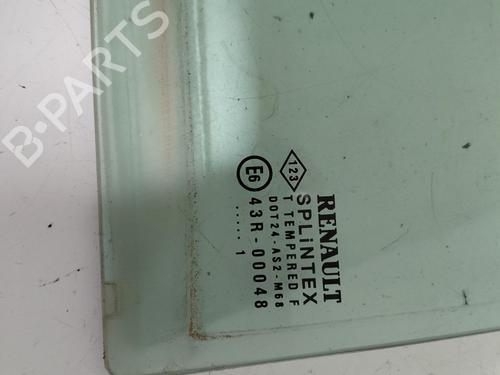 B-PARTS
RENAULT
SPLiNTEX
T TEMPERED F
DOT24-AS2-M68
43R-00048
..... 1
123
E6